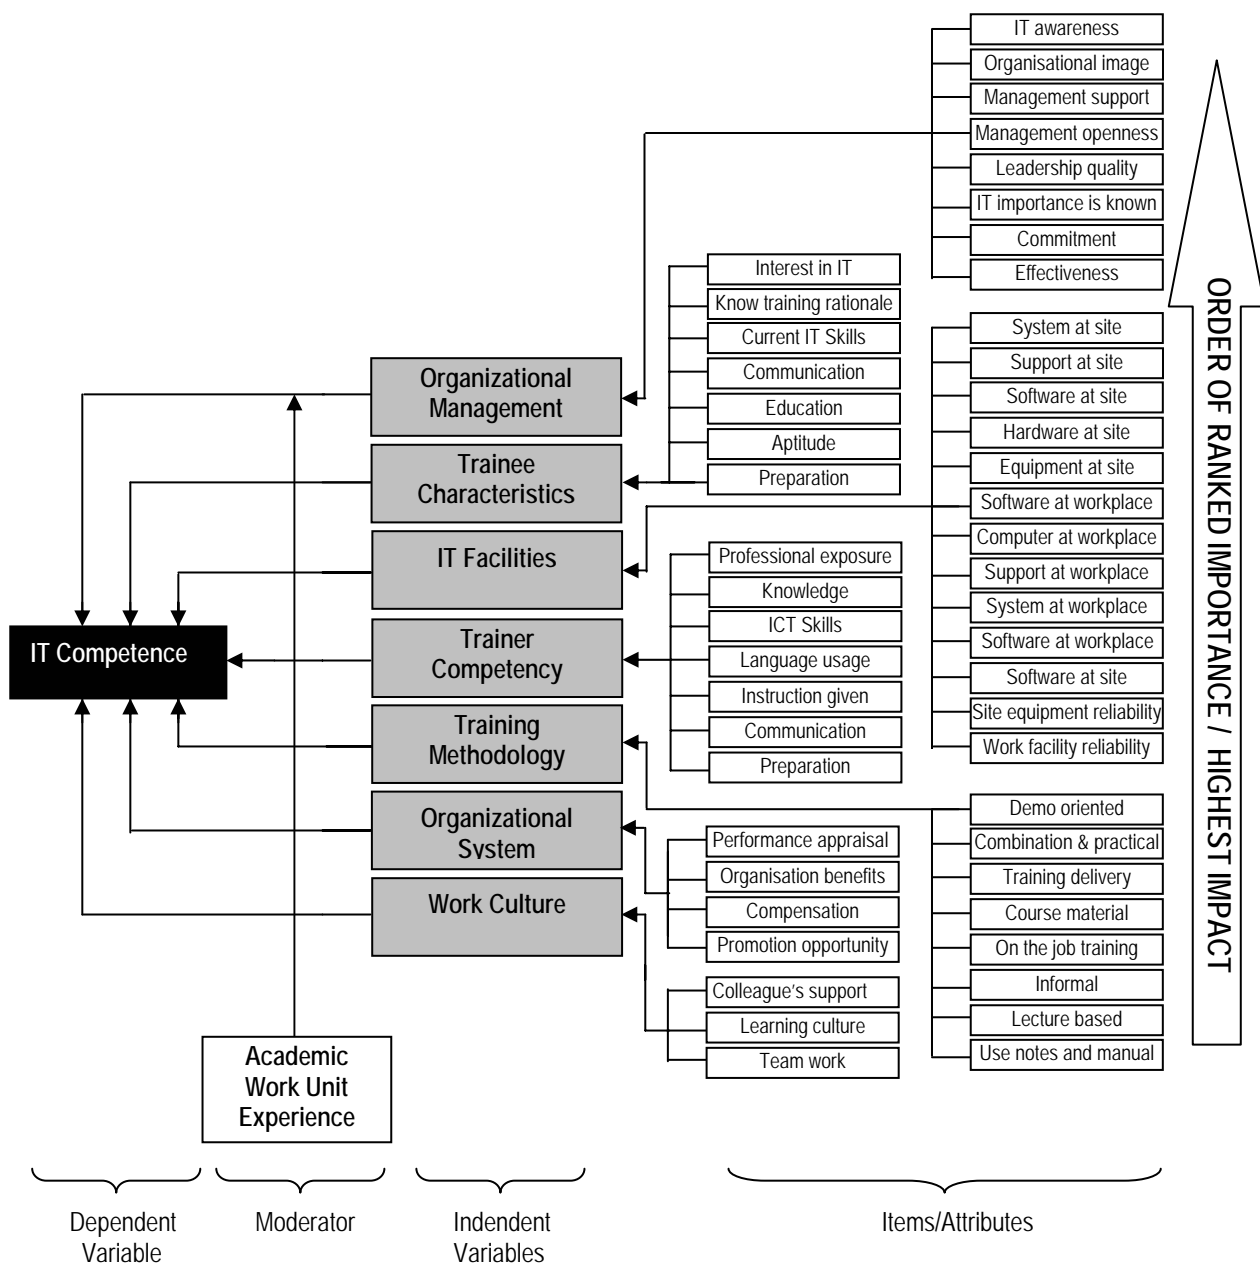 IT awareness
Organisational image
Management support
Management openness
Leadership quality
IT importance is known
Commitment
Effectiveness
Interest in IT
Know training rationale
Current IT Skills
Communication
Education
Aptitude
Preparation
System at site
Support at site
Software at site
Hardware at site
Equipment at site
Software at workplace
Computer at workplace
Support at workplace
System at workplace
Software at workplace
Software at site
Site equipment reliability
Work facility reliability
Professional exposure
Knowledge
ICT Skills
Language usage
Instruction given
Communication
Preparation
Demo oriented
Combination & practical
Training delivery
Course material
On the job training
Informal
Lecture based
Use notes and manual
Performance appraisal
Organisation benefits
Compensation
Promotion opportunity
Colleague's support
Learning culture
Team work
Organizational
Management
Trainee
Characteristics
IT Facilities
Trainer
Competency
Training
Methodology
Organizational
System
Work Culture
IT Competence
Academic
Work Unit
Experience
ORDER OF RANKED IMPORTANCE / HIGHEST IMPACT
Dependent
Variable
Moderator
Indendent
Variables
Items/Attributes